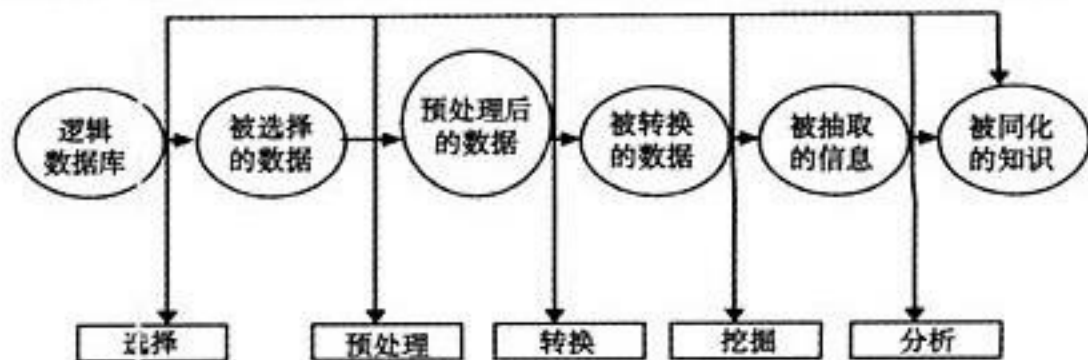 逻辑
数据库
被选择
的数据
预处理后
的数据
被转换
的数据
被抽取
的信息
被同化
的知识
选择
预处理
转换
挖掘
分析